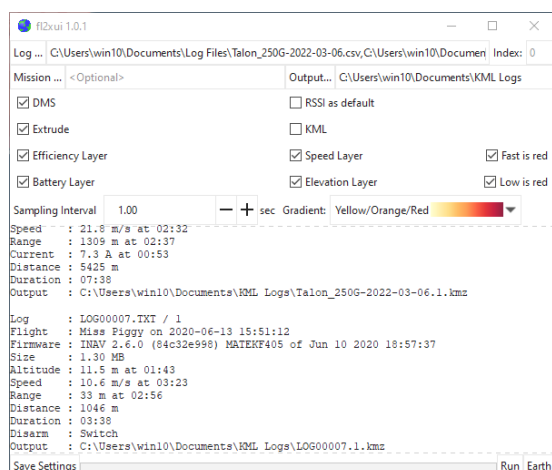 fl2xui 1.0.1
Log ... C:\Users\win10\Documents\Log Files\Talon_250G-2022-03-06.csv,C:\Users\win10\Documen Index: 0
Mission ... <Optional> Output... C:\Users\win10\Documents\KML Logs
DMS RSSI as default
Extrude KML
Efficiency Layer Speed Layer Fast is red
Battery Layer Elevation Layer Low is red
Sampling Interval 1.00 — + sec Gradient: Yellow/Orange/Red
Speed : 21.8 m/s at 02:32
Range : 1309 m at 02:37
Current : 7.3 A at 00:53
Distance : 5425 m
Duration : 07:38
Output : C:\Users\win10\Documents\KML Logs\Talon_250G-2022-03-06.1.kmz
Log : LOG00007.TXT / 1
Flight : Miss Piggy on 2020-06-13 15:51:12
Firmware : INAV 2.6.0 (84c32e998) MATEKF405 of Jun 10 2020 18:57:37
Size : 1.30 MB
Altitude : 11.5 m at 01:43
Speed : 10.6 m/s at 03:23
Range : 33 m at 02:56
Distance : 1046 m
Duration : 03:38
Disarm : Switch
Output : C:\Users\win10\Documents\KML Logs\LOG00007.1.kmz
Save Settings Run Earth